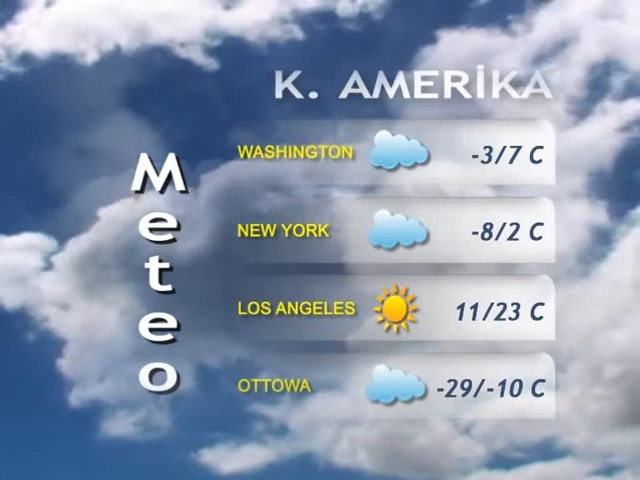 K. AMERİKA
Meteo
WASHINGTON -3/7 C
NEW YORK -8/2 C
LOS ANGELES 11/23 C
OTTOWA -29/-10 C